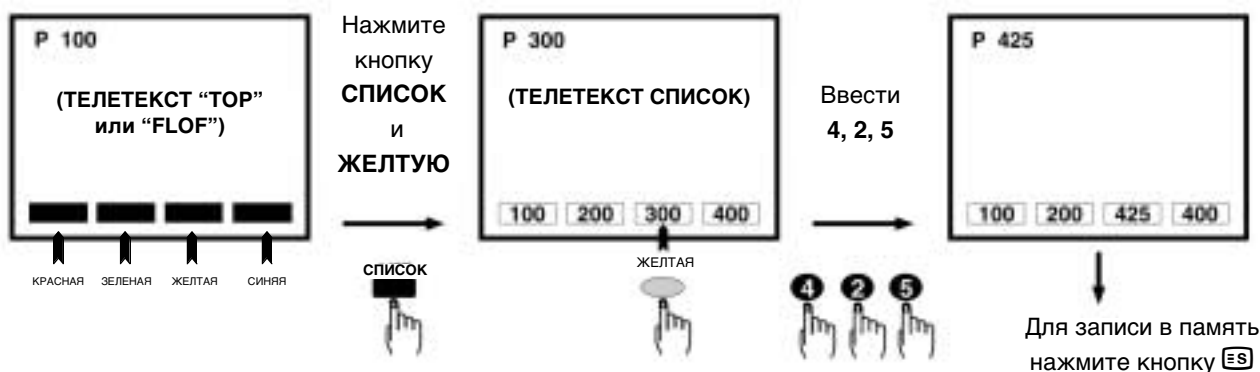 P 100
(ТЕЛЕТЕКСТ “TOP”
или “FLOF”)
КРАСНАЯ ЗЕЛЕНАЯ ЖЕЛТАЯ СИНЯЯ
Нажмите
кнопку
СПИСОК
и
ЖЕЛТУЮ
СПИСОК
P 300
(ТЕЛЕТЕКСТ СПИСОК)
100 200 300 400
ЖЕЛТАЯ
Ввести
4, 2, 5
4 2 5
P 425
100 200 425 400
Для записи в память
нажмите кнопку ES